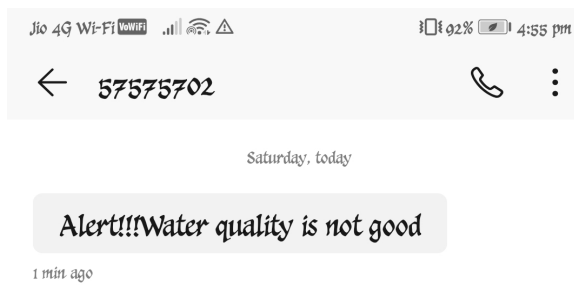 Jio 4G Wi-Fi VoWiFi 92% 4:55 pm
57575702
Saturday, today
Alert!!!Water quality is not good
1 min ago